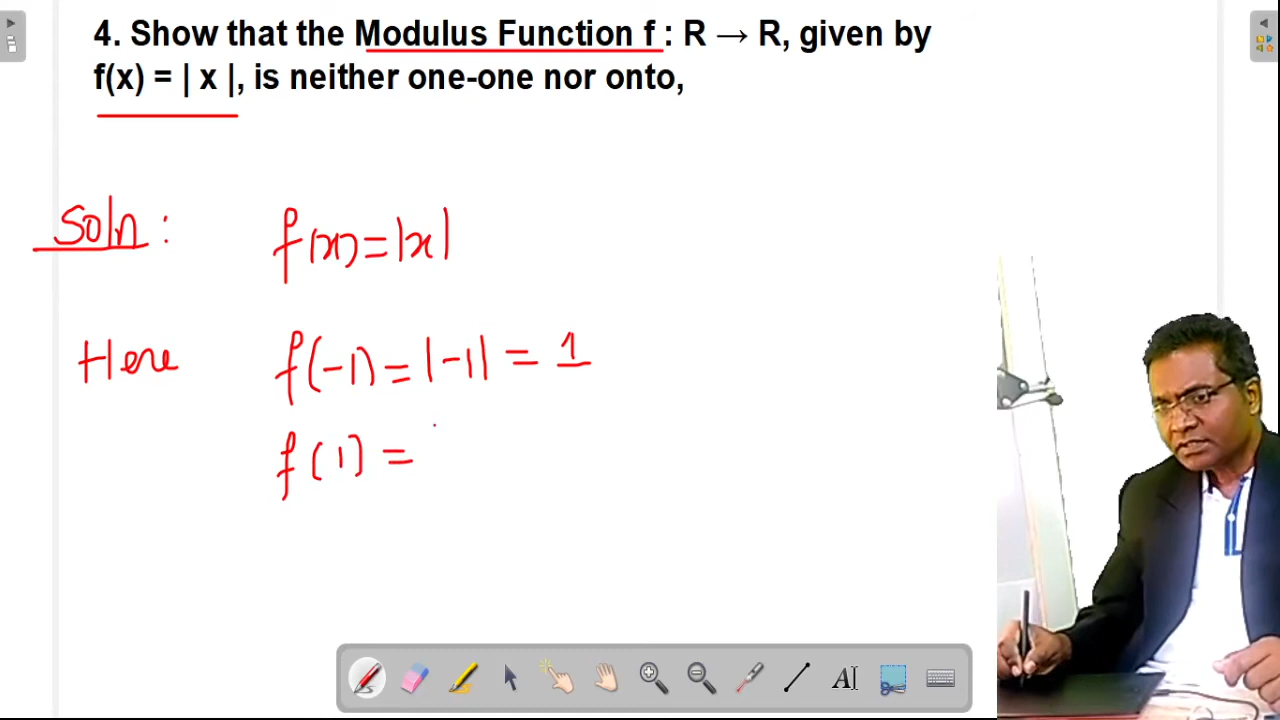 4. Show that the Modulus Function f : R → R, given by
f(x) = | x |, is neither one-one nor onto,
Soln : f(x) = |x|
Here f(-1) = |-1| = 1
f(1) =
AI